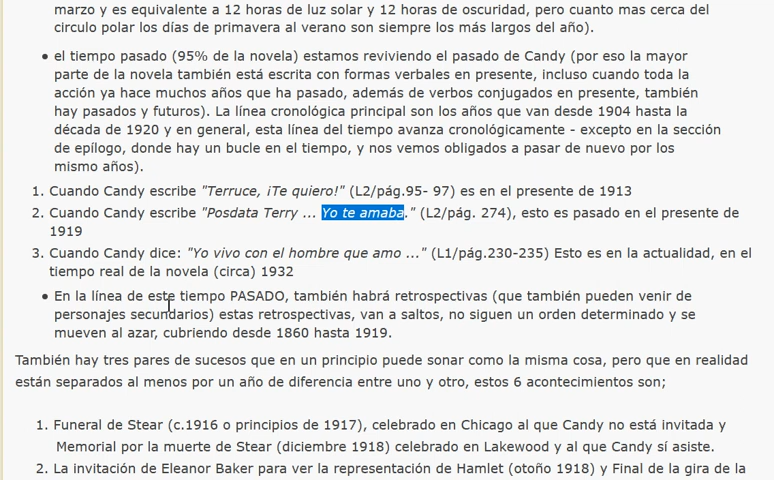 marzo y es equivalente a 12 horas de luz solar y 12 horas de oscuridad, pero cuanto mas cerca del
circulo polar los días de primavera al verano son siempre los más largos del año).
• el tiempo pasado (95% de la novela) estamos reviviendo el pasado de Candy (por eso la mayor
parte de la novela también está escrita con formas verbales en presente, incluso cuando toda la
acción ya hace muchos años que ha pasado, además de verbos conjugados en presente, también
hay pasados y futuros). La línea cronológica principal son los años que van desde 1904 hasta la
década de 1920 y en general, esta línea del tiempo avanza cronológicamente - excepto en la sección
de epílogo, donde hay un bucle en el tiempo, y nos vemos obligados a pasar de nuevo por los
mismo años).
1. Cuando Candy escribe "Terruce, ¡Te quiero!" (L2/pág.95- 97) es en el presente de 1913
2. Cuando Candy escribe "Posdata Terry ... Yo te amaba." (L2/pág. 274), esto es pasado en el presente de
1919
3. Cuando Candy dice: "Yo vivo con el hombre que amo ..." (L1/pág.230-235) Esto es en la actualidad, en el
tiempo real de la novela (circa) 1932
• En la línea de este tiempo PASADO, también habrá retrospectivas (que también pueden venir de
personajes secundarios) estas retrospectivas, van a saltos, no siguen un orden determinado y se
mueven al azar, cubriendo desde 1860 hasta 1919.
También hay tres pares de sucesos que en un principio puede sonar como la misma cosa, pero que en realidad
están separados al menos por un año de diferencia entre uno y otro, estos 6 acontecimientos son;
1. Funeral de Stear (c.1916 o principios de 1917), celebrado en Chicago al que Candy no está invitada y
Memorial por la muerte de Stear (diciembre 1918) celebrado en Lakewood y al que Candy sí asiste.
2. La invitación de Eleanor Baker para ver la representación de Hamlet (otoño 1918) y Final de la gira de la